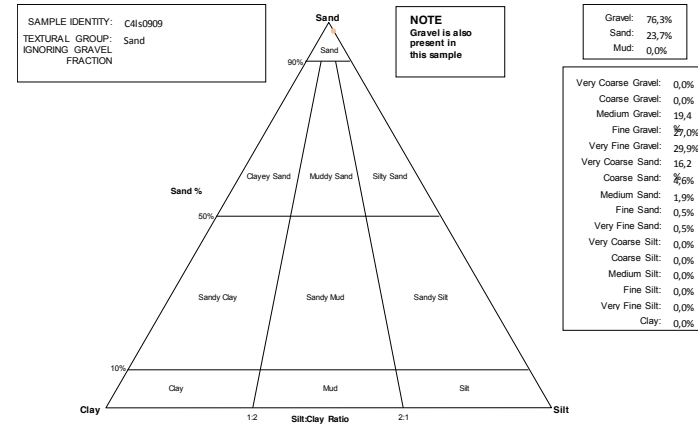 SAMPLE IDENTITY: C4Is0909
TEXTURAL GROUP: Sand
IGNORING GRAVEL
FRACTION
Sand
NOTE
Gravel is also
present in
this sample
Gravel: 76,3%
Sand: 23,7%
Mud: 0,0%
Sand
90%
Very Coarse Gravel: 0,0%
Coarse Gravel: 0,0%
Medium Gravel: 19,4
%
Fine Gravel: 27,0%
Very Fine Gravel: 29,9%
Very Coarse Sand: 16,2
%
Coarse Sand: 4,6%
Medium Sand: 1,9%
Fine Sand: 0,5%
Very Fine Sand: 0,5%
Very Coarse Silt: 0,0%
Coarse Silt: 0,0%
Medium Silt: 0,0%
Fine Silt: 0,0%
Very Fine Silt: 0,0%
Clay: 0,0%
Clayey Sand Muddy Sand Silty Sand
Sand %
50%
Sandy Clay Sandy Mud Sandy Silt
10%
Clay Mud Silt
Clay Silt
1:2 Silt:Clay Ratio 2:1